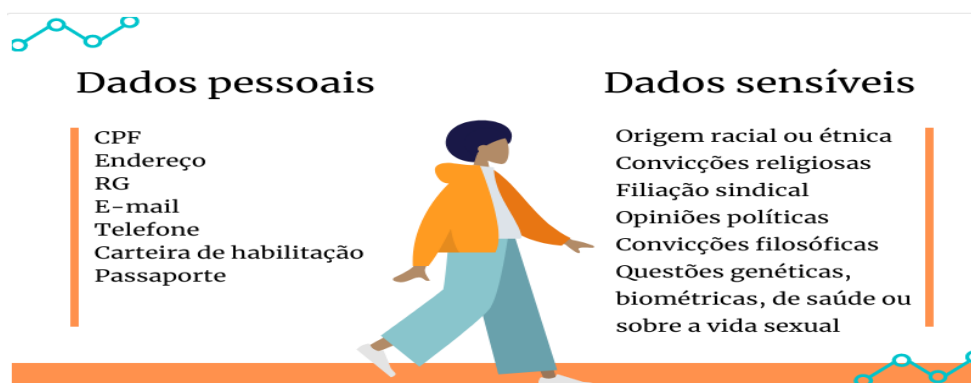 Dados pessoais
CPF
Endereço
RG
E-mail
Telefone
Carteira de habilitação
Passaporte
Dados sensíveis
Origem racial ou étnica
Convicções religiosas
Filiação sindical
Opiniões políticas
Convicções filosóficas
Questões genéticas,
biométricas, de saúde ou
sobre a vida sexual